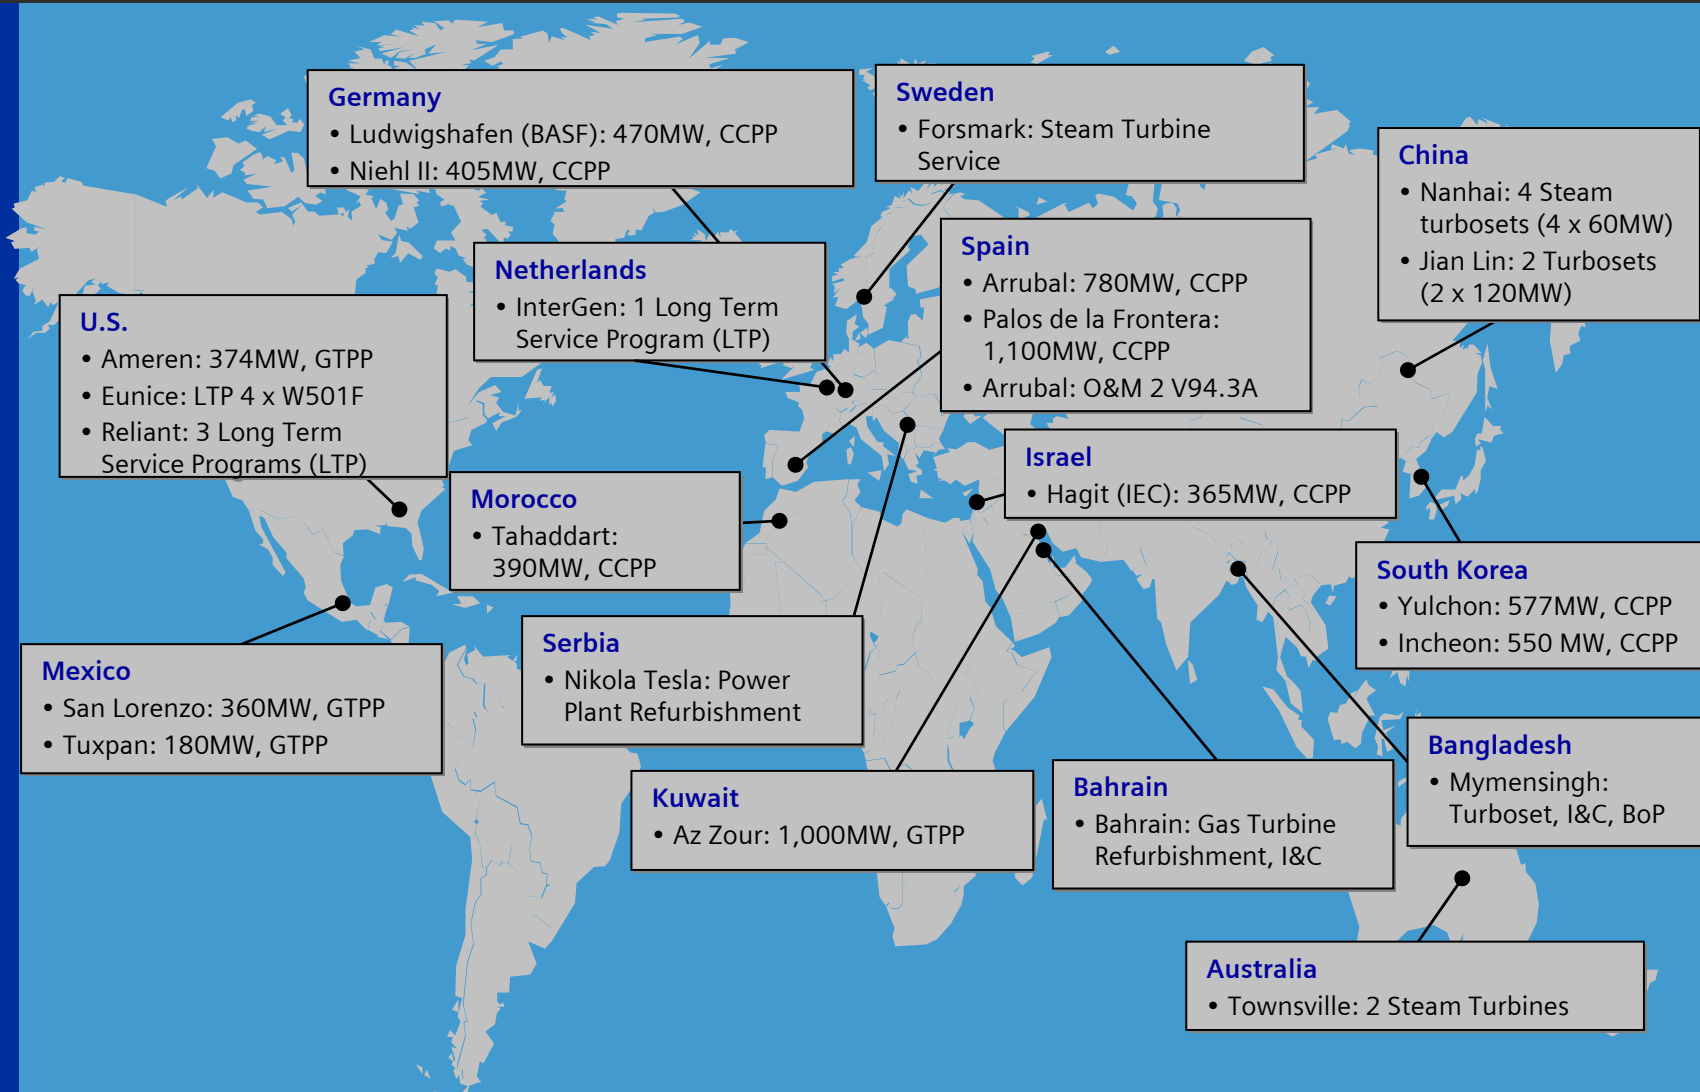 Germany
• Ludwigshafen (BASF): 470MW, CCPP
• Niehl II: 405MW, CCPP
Sweden
• Forsmark: Steam Turbine
Service
China
• Nanhai: 4 Steam
turbosets (4 x 60MW)
• Jian Lin: 2 Turbosets
(2 x 120MW)
Netherlands
• InterGen: 1 Long Term
Service Program (LTP)
Spain
• Arrubal: 780MW, CCPP
• Palos de la Frontera:
1,100MW, CCPP
• Arrubal: O&M 2 V94.3A
U.S.
• Ameren: 374MW, GTPP
• Eunice: LTP 4 x W501F
• Reliant: 3 Long Term
Service Programs (LTP)
Morocco
• Tahaddart:
390MW, CCPP
Israel
• Hagit (IEC): 365MW, CCPP
South Korea
• Yulchon: 577MW, CCPP
• Incheon: 550 MW, CCPP
Mexico
• San Lorenzo: 360MW, GTPP
• Tuxpan: 180MW, GTPP
Serbia
• Nikola Tesla: Power
Plant Refurbishment
Kuwait
• Az Zour: 1,000MW, GTPP
Bahrain
• Bahrain: Gas Turbine
Refurbishment, I&C
Bangladesh
• Mymensingh:
Turboset, I&C, BoP
Australia
• Townsville: 2 Steam Turbines